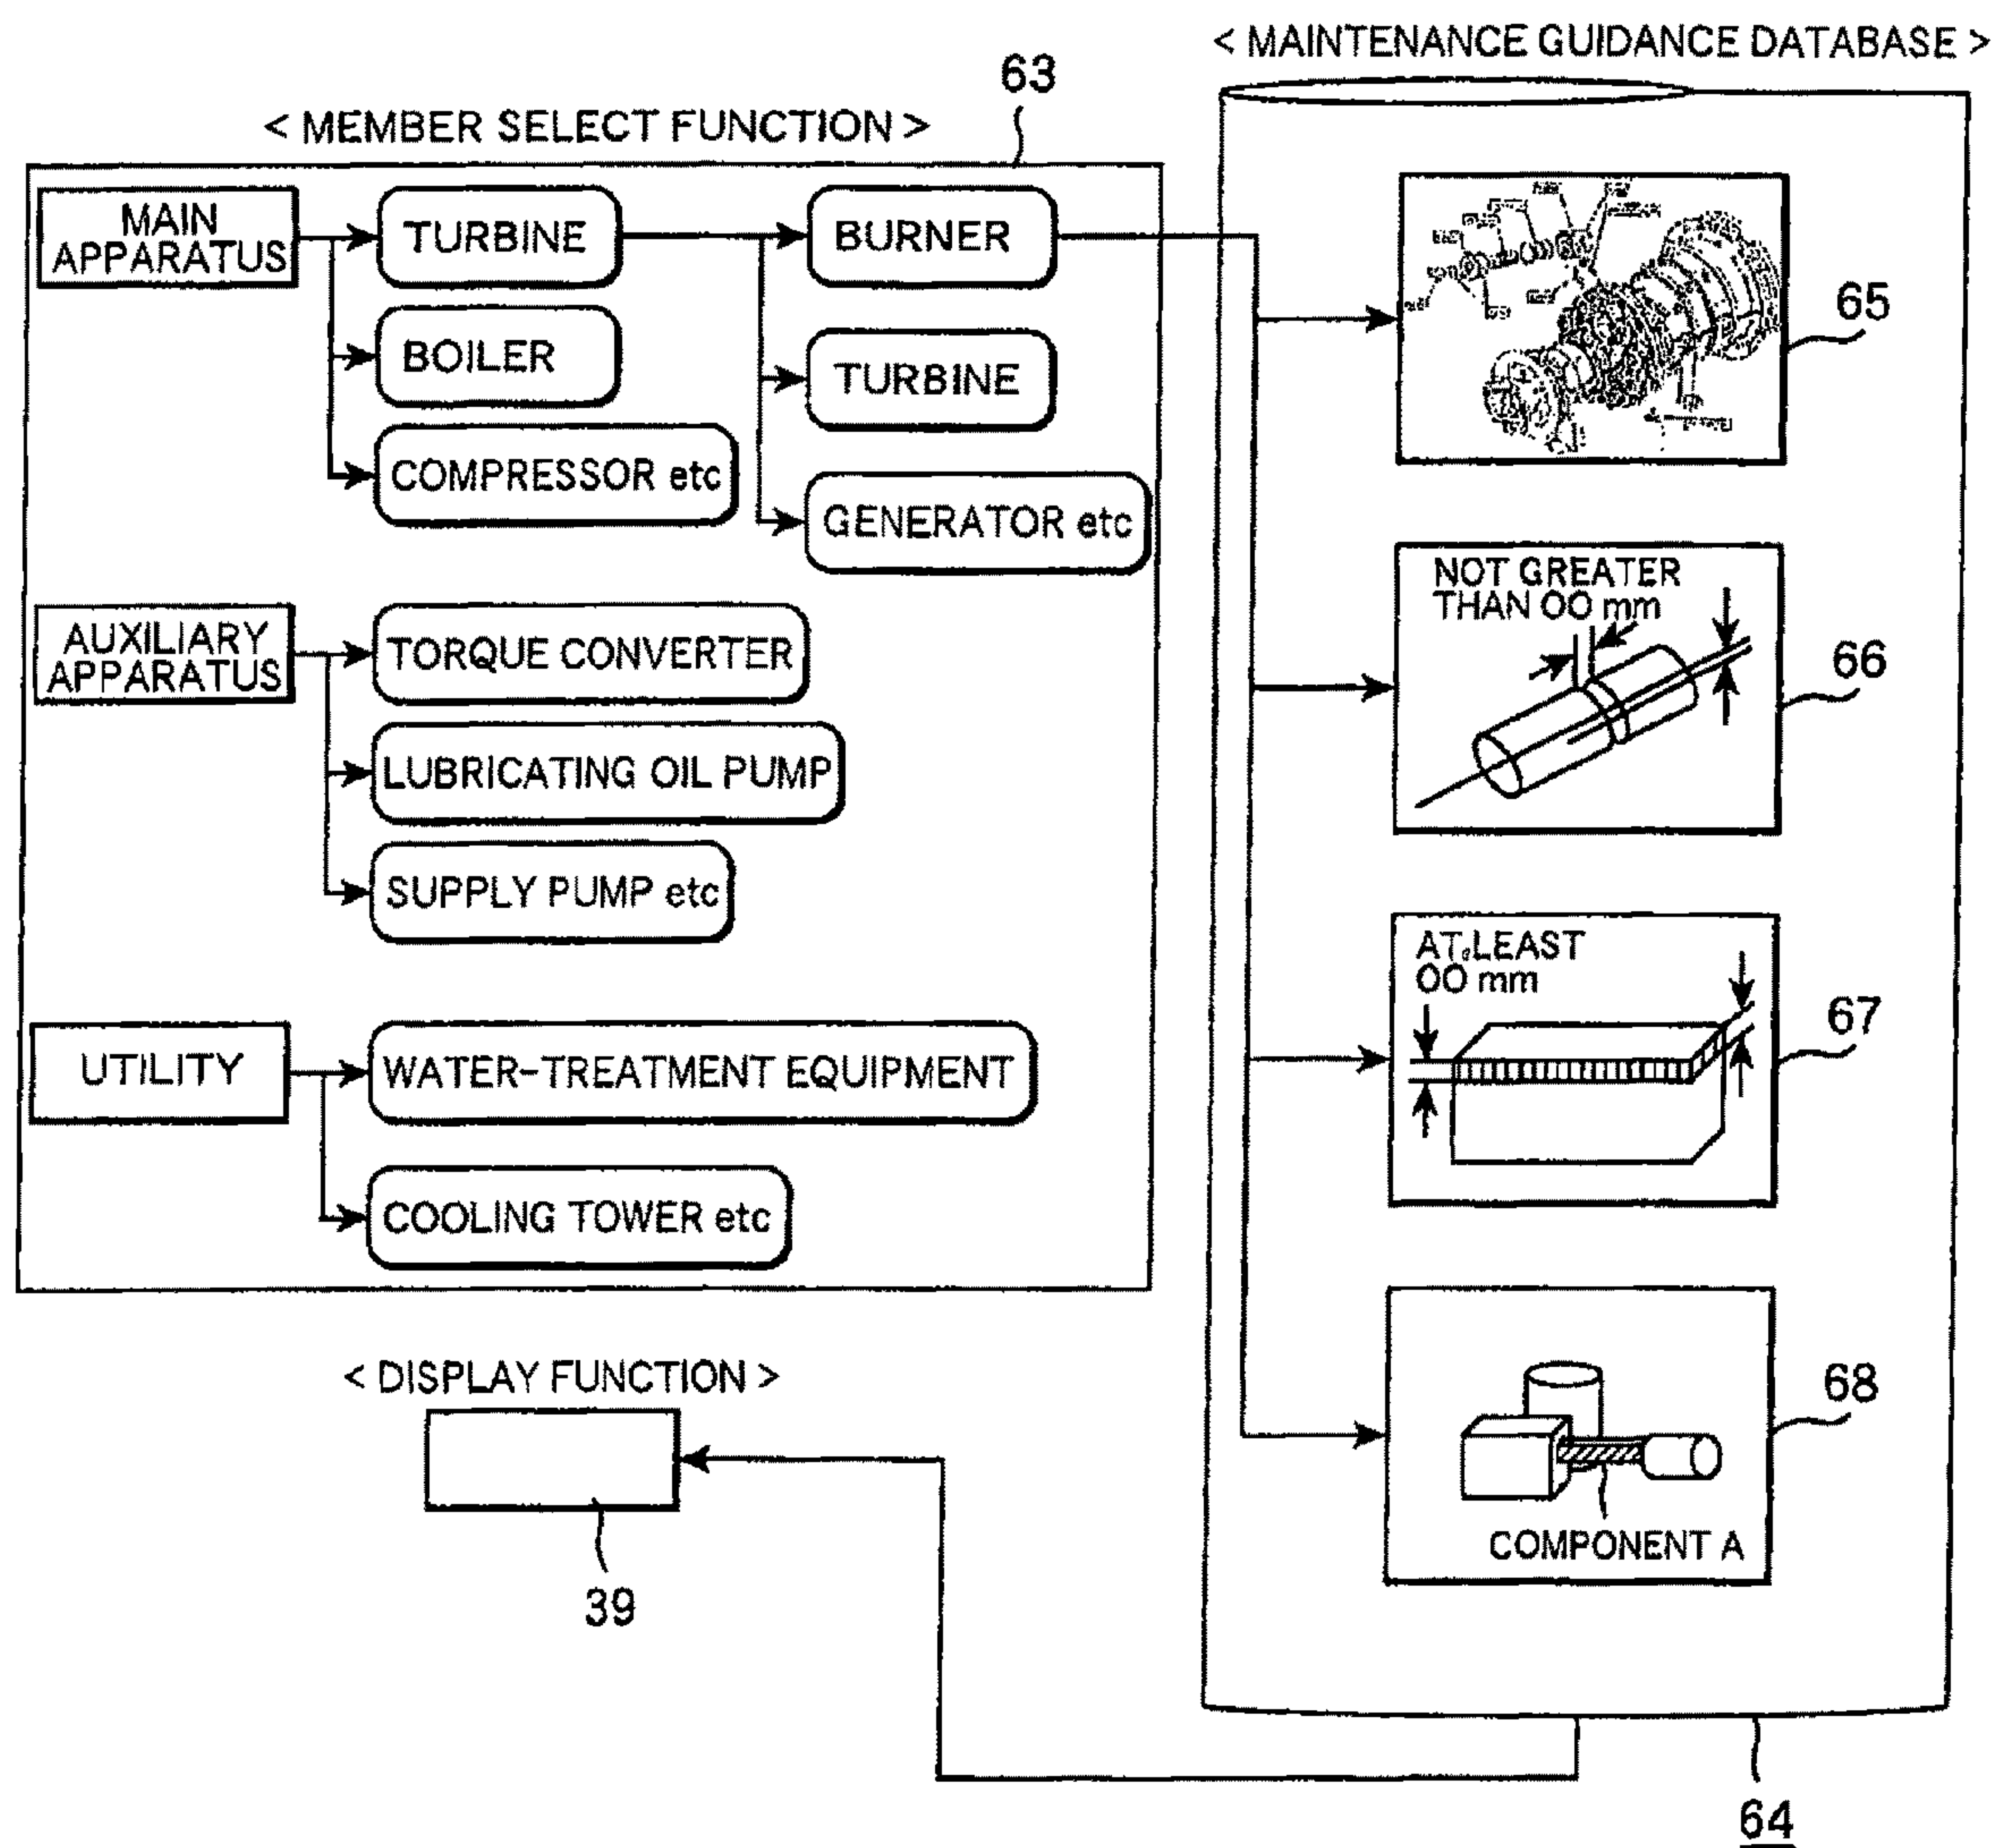 < MAINTENANCE GUIDANCE DATABASE >
63
< MEMBER SELECT FUNCTION >
MAIN
APPARATUS
TURBINE
BURNER
BOILER
TURBINE
COMPRESSOR etc
GENERATOR etc
AUXILIARY
APPARATUS
TORQUE CONVERTER
LUBRICATING OIL PUMP
SUPPLY PUMP etc
UTILITY
WATER-TREATMENT EQUIPMENT
COOLING TOWER etc
65
NOT GREATER
THAN OO mm
66
AT LEAST
OO mm
67
68
COMPONENT A
< DISPLAY FUNCTION >
39
64